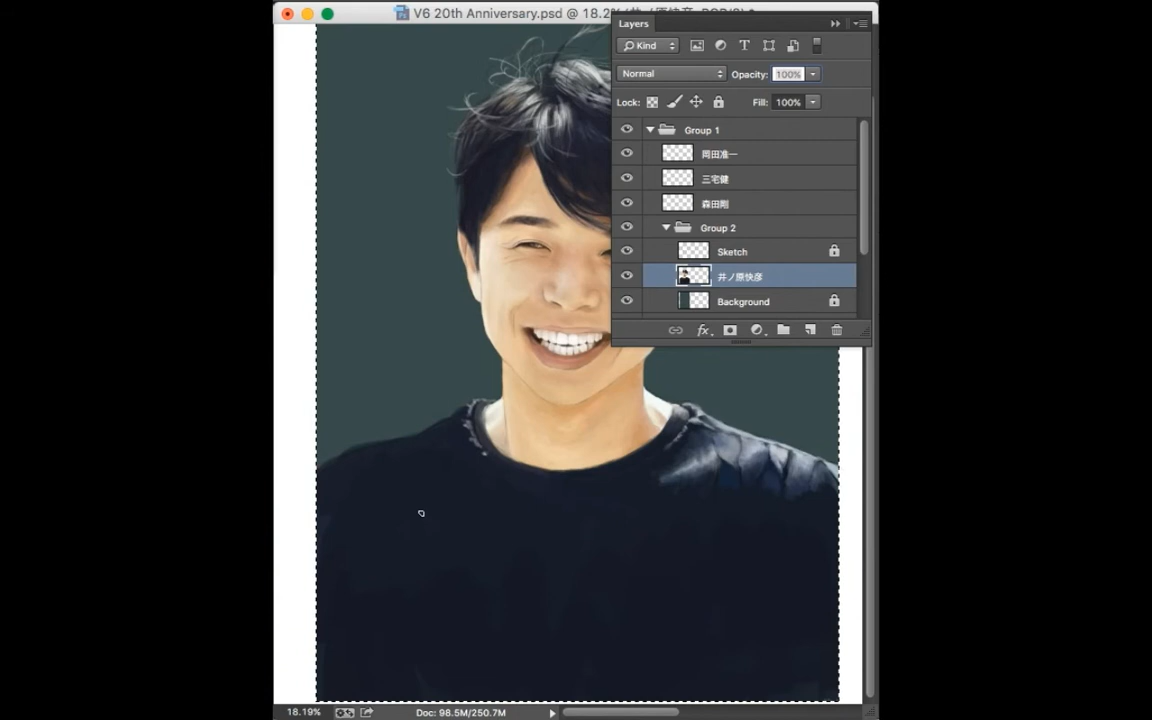 V6 20th Anniversary.psd @ 18.2%
Layers
Kind
Normal
Opacity: 100%
Lock:
Fill: 100%
Group 1
岡田准一
三宅健
森田剛
Group 2
Sketch
井ノ原快彦
Background
fx
18.19%
Doc: 98.5M/250.7M